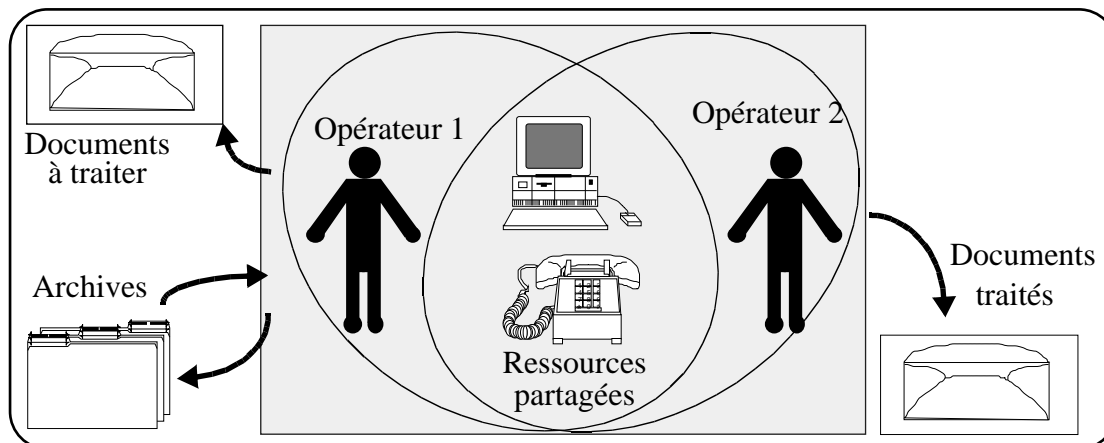 Documents
à traiter
Archives
Opérateur 1
Opérateur 2
Ressources
partagées
Documents
traités